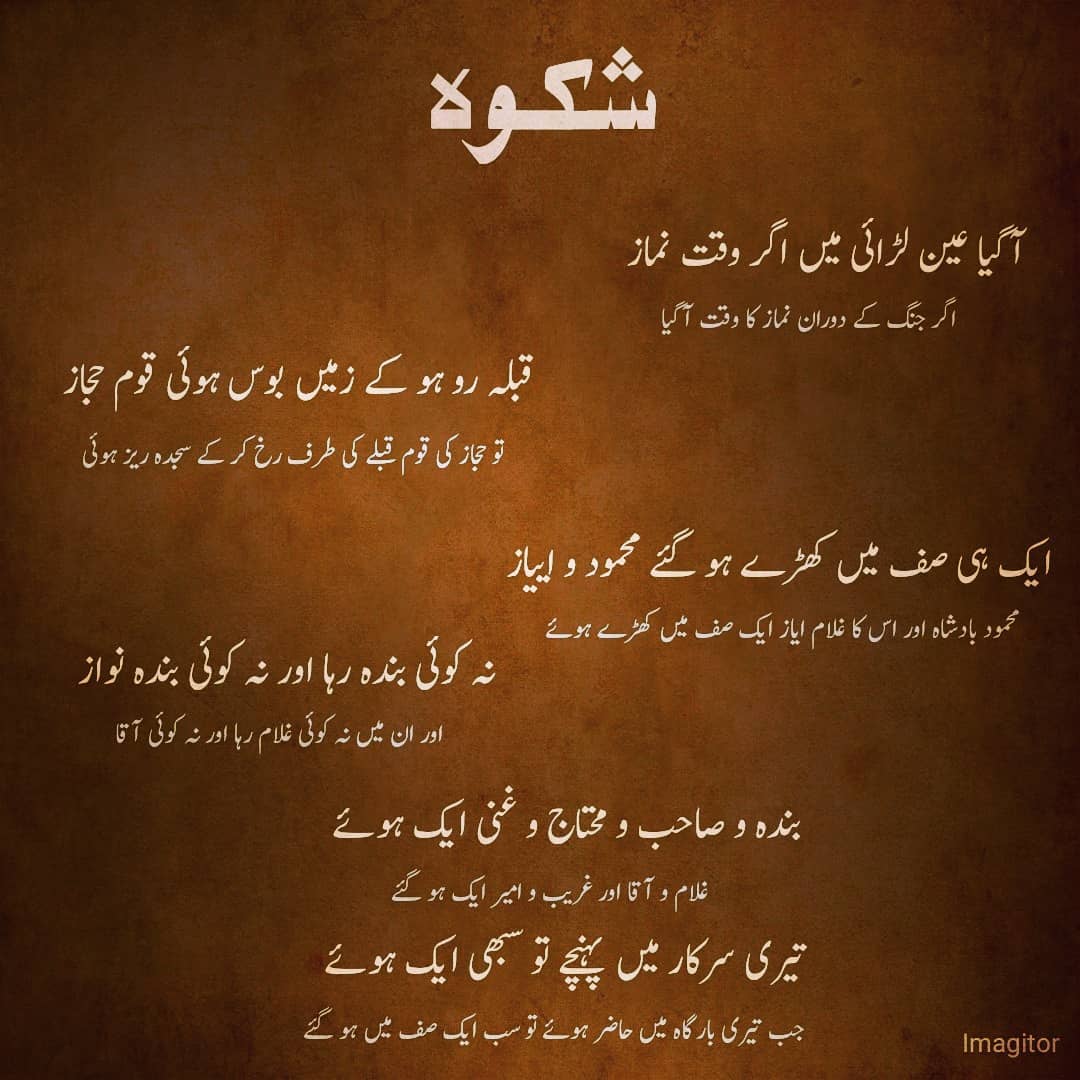 شکوہ
آگیا عین لڑائی میں اگر وقت نماز
اگر جنگ کے دوران نماز کا وقت آگیا
قبلہ رو ہو کے زمیں بوس ہوئی قوم حجاز
تو حجاز کی قوم قبلے کی طرف رخ کر کے سجدہ ریز ہوئی
ایک ہی صف میں کھڑے ہو گئے محمود و ایاز
محمود بادشاہ اور اس کا غلام ایاز ایک صف میں کھڑے ہوئے
نہ کوئی بندہ رہا اور نہ کوئی بندہ نواز
اور ان میں نہ کوئی غلام رہا اور نہ کوئی آقا
بندہ و صاحب و محتاج و غنی ایک ہوئے
غلام و آقا اور غریب و امیر ایک ہو گئے
تیری سرکار میں پہنچے تو سبھی ایک ہوئے
جب تیری بارگاہ میں حاضر ہوئے تو سب ایک صف میں ہو گئے
Imagitor